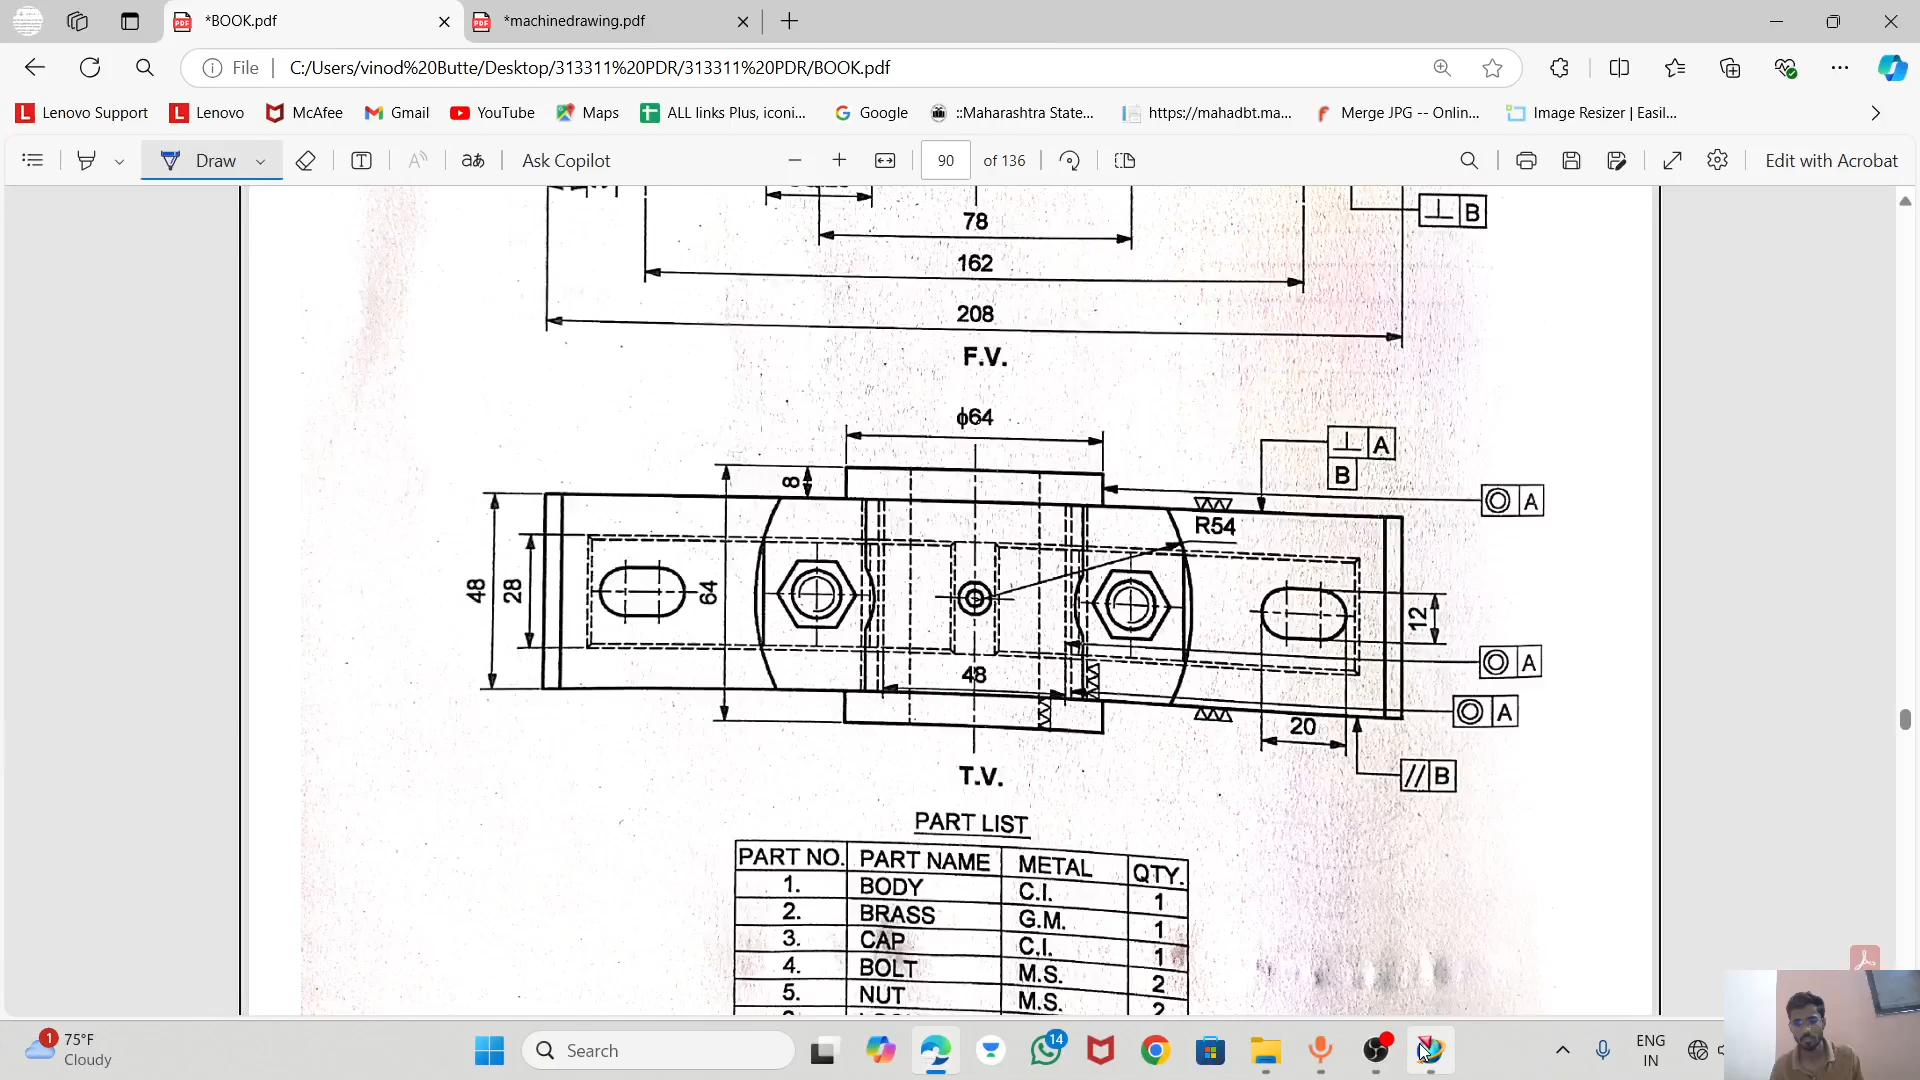 *BOOK.pdf
*machinedrawing.pdf
File
C:/Users/vinod%20Butte/Desktop/313311%20PDR/313311%20PDR/BOOK.pdf
Lenovo Support
Lenovo
McAfee
Gmail
YouTube
Maps
ALL links Plus, iconi...
Google
::Maharashtra State...
https://mahadbt.ma...
Merge JPG -- Onlin...
Image Resizer | Easil...
Draw
Ask Copilot
90 of 136
Edit with Acrobat
⊥ B
78
162
208
F.V.
ϕ64
⊥ A
B
8
◎ A
R54
48
28
64
12
48
◎ A
◎ A
20
// B
T.V.
PART LIST
PART NO. PART NAME METAL QTY.
1. BODY C.I. 1
2. BRASS G.M. 1
3. CAP C.I. 1
4. BOLT M.S. 2
5. NUT M.S. 2
1
75°F
Cloudy
Search
14
ENG
IN